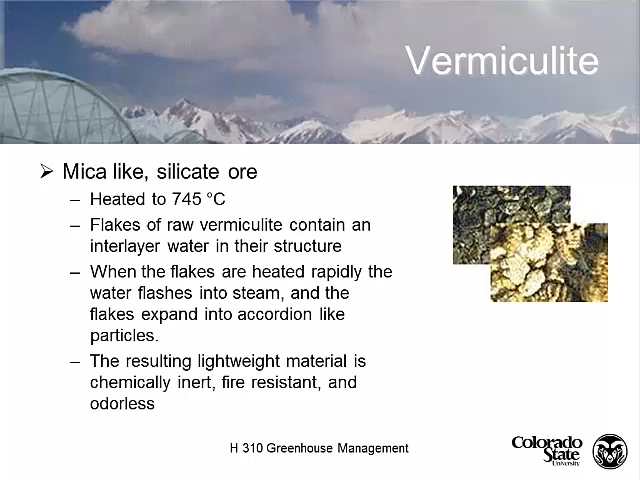 Vermiculite
Mica like, silicate ore
– Heated to 745 °C
– Flakes of raw vermiculite contain an
interlayer water in their structure
– When the flakes are heated rapidly the
water flashes into steam, and the
flakes expand into accordion like
particles.
– The resulting lightweight material is
chemically inert, fire resistant, and
odorless
H 310 Greenhouse Management
Colorado
State
University